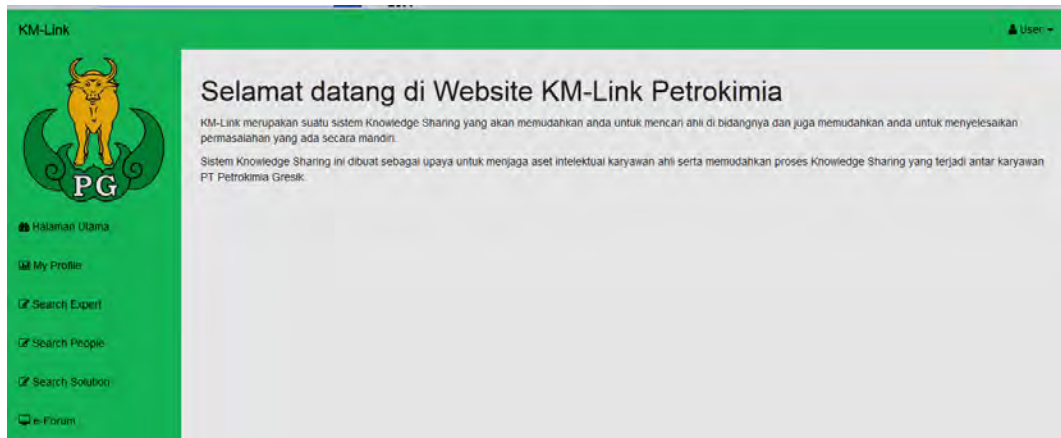 KM-Link
User
PG
Selamat datang di Website KM-Link Petrokimia
KM-Link merupakan suatu sistem Knowledge Sharing yang akan memudahkan anda untuk mencari ahli di bidangnya dan juga memudahkan anda untuk menyelesaikan
permasalahan yang ada secara mandiri.
Sistem Knowledge Sharing ini dibuat sebagai upaya untuk menjaga aset intelektual karyawan ahli serta memudahkan proses Knowledge Sharing yang terjadi antar karyawan
PT Petrokimia Gresik.
Halaman Utama
My Profile
Search Expert
Search People
Search Solution
e-Forum